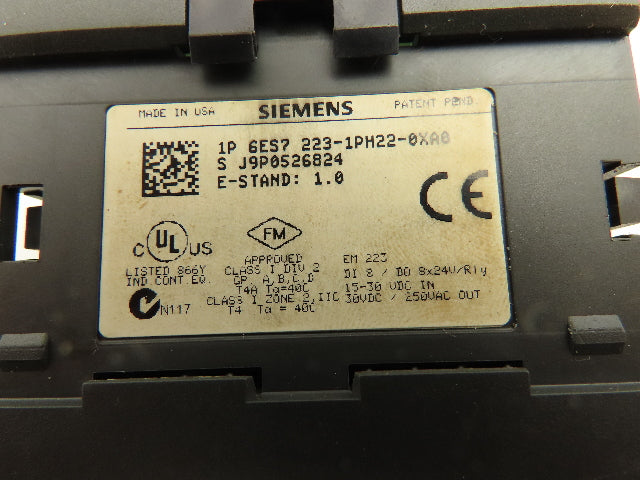 MADE IN USA SIEMENS PATENT PEND.
1P 6ES7 223-1PH22-0XA0
S J9P0526824
E-STAND: 1.0
CE
C UL US
LISTED 866Y
IND.CONT.EQ.
N117
FM
APPROVED
CLASS I DIV 2
GP. A,B,C,D
T4A Ta=40C
CLASS I ZONE 2,IIC
T4 Ta = 40C
EM 223
DI 8 / DO 8x24V/Rly
15-30 VDC IN
30VDC / 250VAC OUT